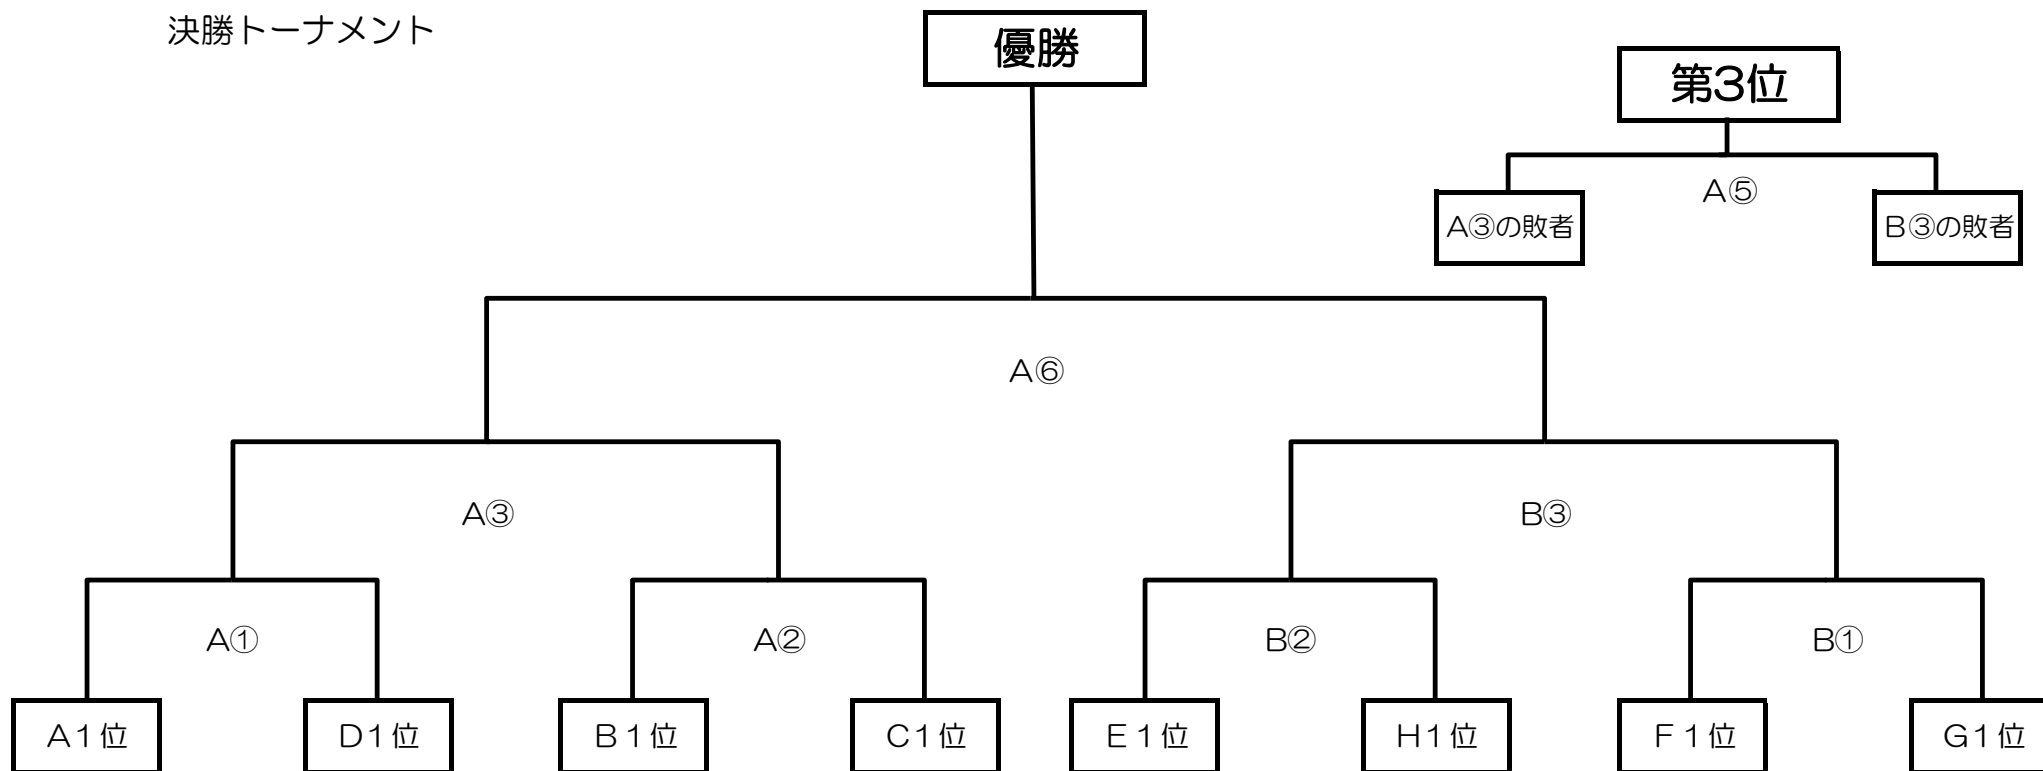 決勝トーナメント
優勝
第3位
A⑤
A③の敗者
B③の敗者
A⑥
A③
B③
A①
A②
B②
B①
A1位
D1位
B1位
C1位
E1位
H1位
F1位
G1位